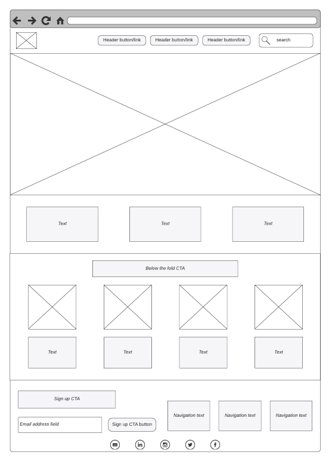 Header button/link
Header button/link
Header button/link
search
Text
Text
Text
Below the fold CTA
Text
Text
Text
Text
Sign up CTA
Email address field
Sign up CTA button
Navigation text
Navigation text
Navigation text